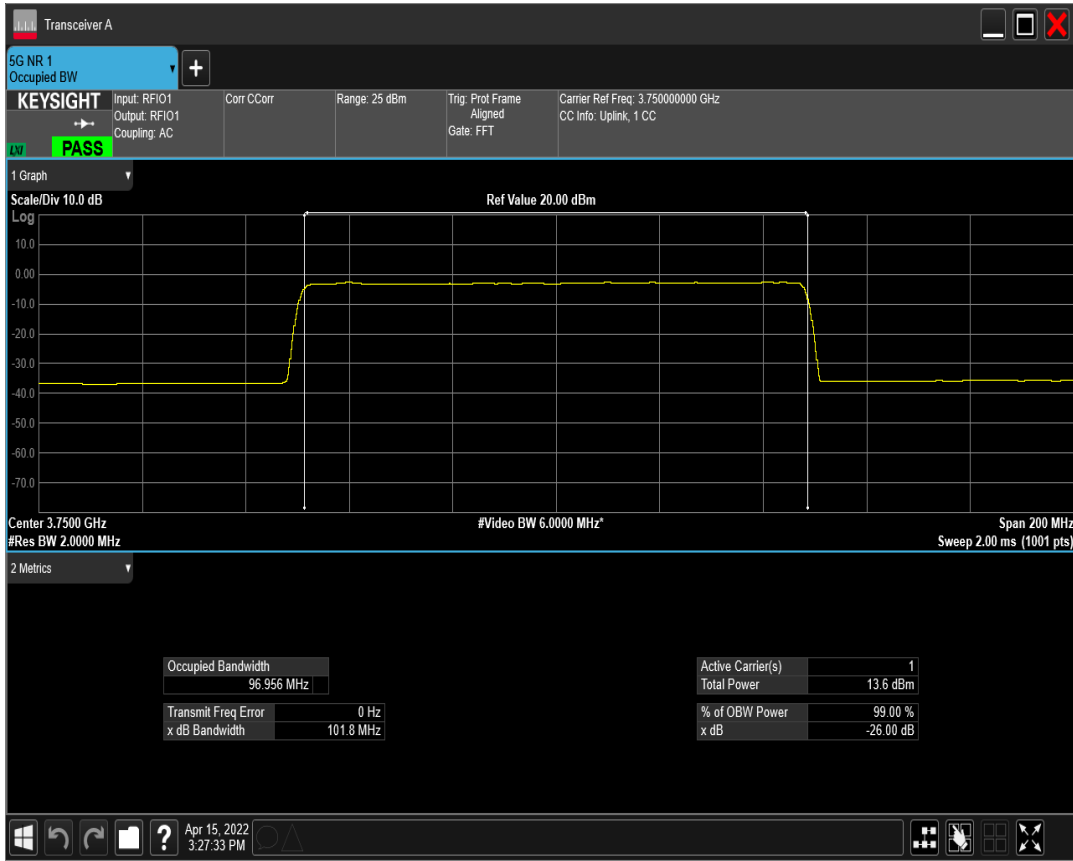 Transceiver A
5G NR 1
Occupied BW
+
KEYSIGHT
LXI
PASS
Input: RFIO1
Output: RFIO1
Coupling: AC
Corr CCorr
Range: 25 dBm
Trig: Prot Frame
Aligned
Gate: FFT
Carrier Ref Freq: 3.750000000 GHz
CC Info: Uplink, 1 CC
1 Graph
Scale/Div 10.0 dB
Ref Value 20.00 dBm
Log
10.0
0.00
-10.0
-20.0
-30.0
-40.0
-50.0
-60.0
-70.0
Center 3.7500 GHz
#Video BW 6.0000 MHz*
Span 200 MHz
#Res BW 2.0000 MHz
Sweep 2.00 ms (1001 pts)
2 Metrics
Occupied Bandwidth
96.956 MHz
Transmit Freq Error 0 Hz
x dB Bandwidth 101.8 MHz
Active Carrier(s) 1
Total Power 13.6 dBm
% of OBW Power 99.00 %
x dB -26.00 dB
?
Apr 15, 2022
3:27:33 PM